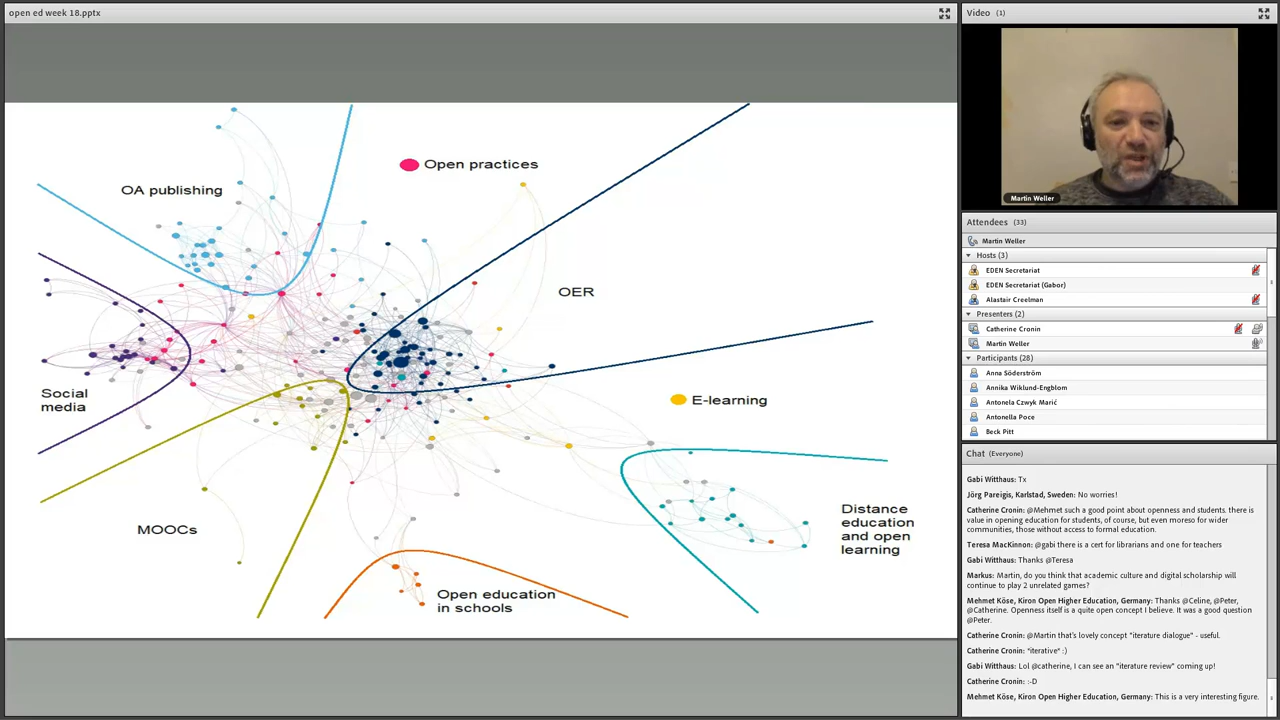 open ed week 18.pptx
OA publishing
Open practices
OER
Social
media
E-learning
MOOCs
Distance
education
and open
learning
Open education
in schools
Video (1)
Martin Weller
Attendees (33)
Martin Weller
Hosts (3)
EDEN Secretariat
EDEN Secretariat (Gabor)
Alastair Creelman
Presenters (2)
Catherine Cronin
Martin Weller
Participants (28)
Anna Söderström
Annika Wiklund-Engblom
Antonela Czwyk Marić
Antonella Poce
Beck Pitt
Chat (Everyone)
Gabi Witthaus: Tx
Jörg Pareigis, Karlstad, Sweden: No worries!
Catherine Cronin: @Mehmet such a good point about openness and students. there is
value in opening education for students, of course, but even moreso for wider
communities, those without access to formal education.
Teresa MacKinnon: @gabi there is a cert for librarians and one for teachers
Gabi Witthaus: Thanks @Teresa
Markus: Martin, do you think that academic culture and digital scholarship will
continue to play 2 unrelated games?
Mehmet Köse, Kiron Open Higher Education, Germany: Thanks @Celine, @Peter,
@Catherine. Openness itself is a quite open concept I believe. It was a good question
@Peter.
Catherine Cronin: @Martin that's lovely concept "iterature dialogue" - useful.
Catherine Cronin: *iterative* :)
Gabi Witthaus: Lol @catherine, I can see an "iterature review" coming up!
Catherine Cronin: :-D
Mehmet Köse, Kiron Open Higher Education, Germany: This is a very interesting figure.